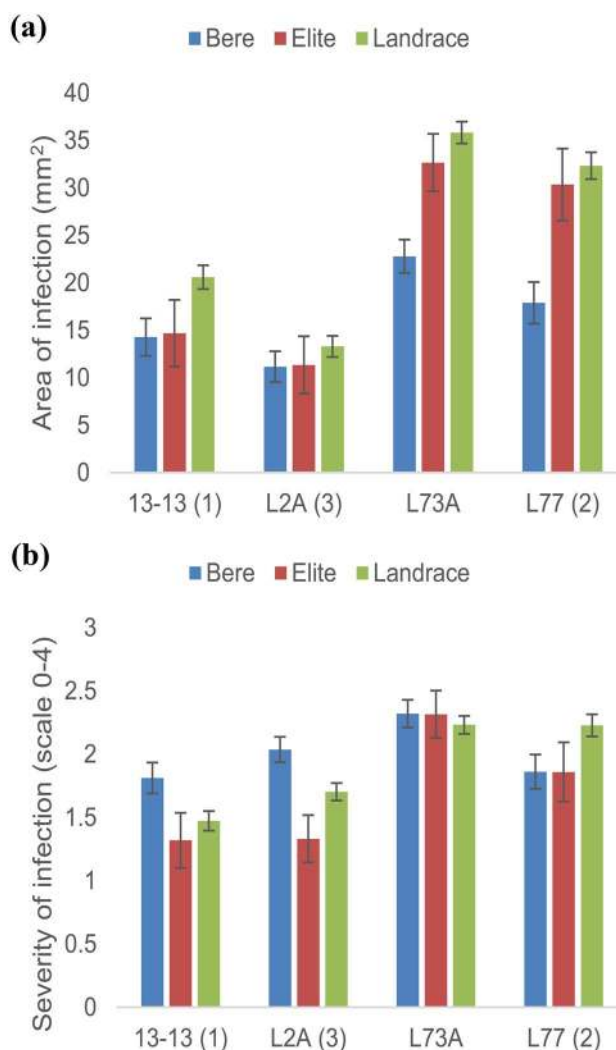 (a)
Bere Elite Landrace
Area of infection (mm²)
40
35
30
25
20
15
10
5
0
13-13 (1) L2A (3) L73A L77 (2)
(b)
Bere Elite Landrace
Severity of infection (scale 0-4)
3
2.5
2
1.5
1
0.5
0
13-13 (1) L2A (3) L73A L77 (2)